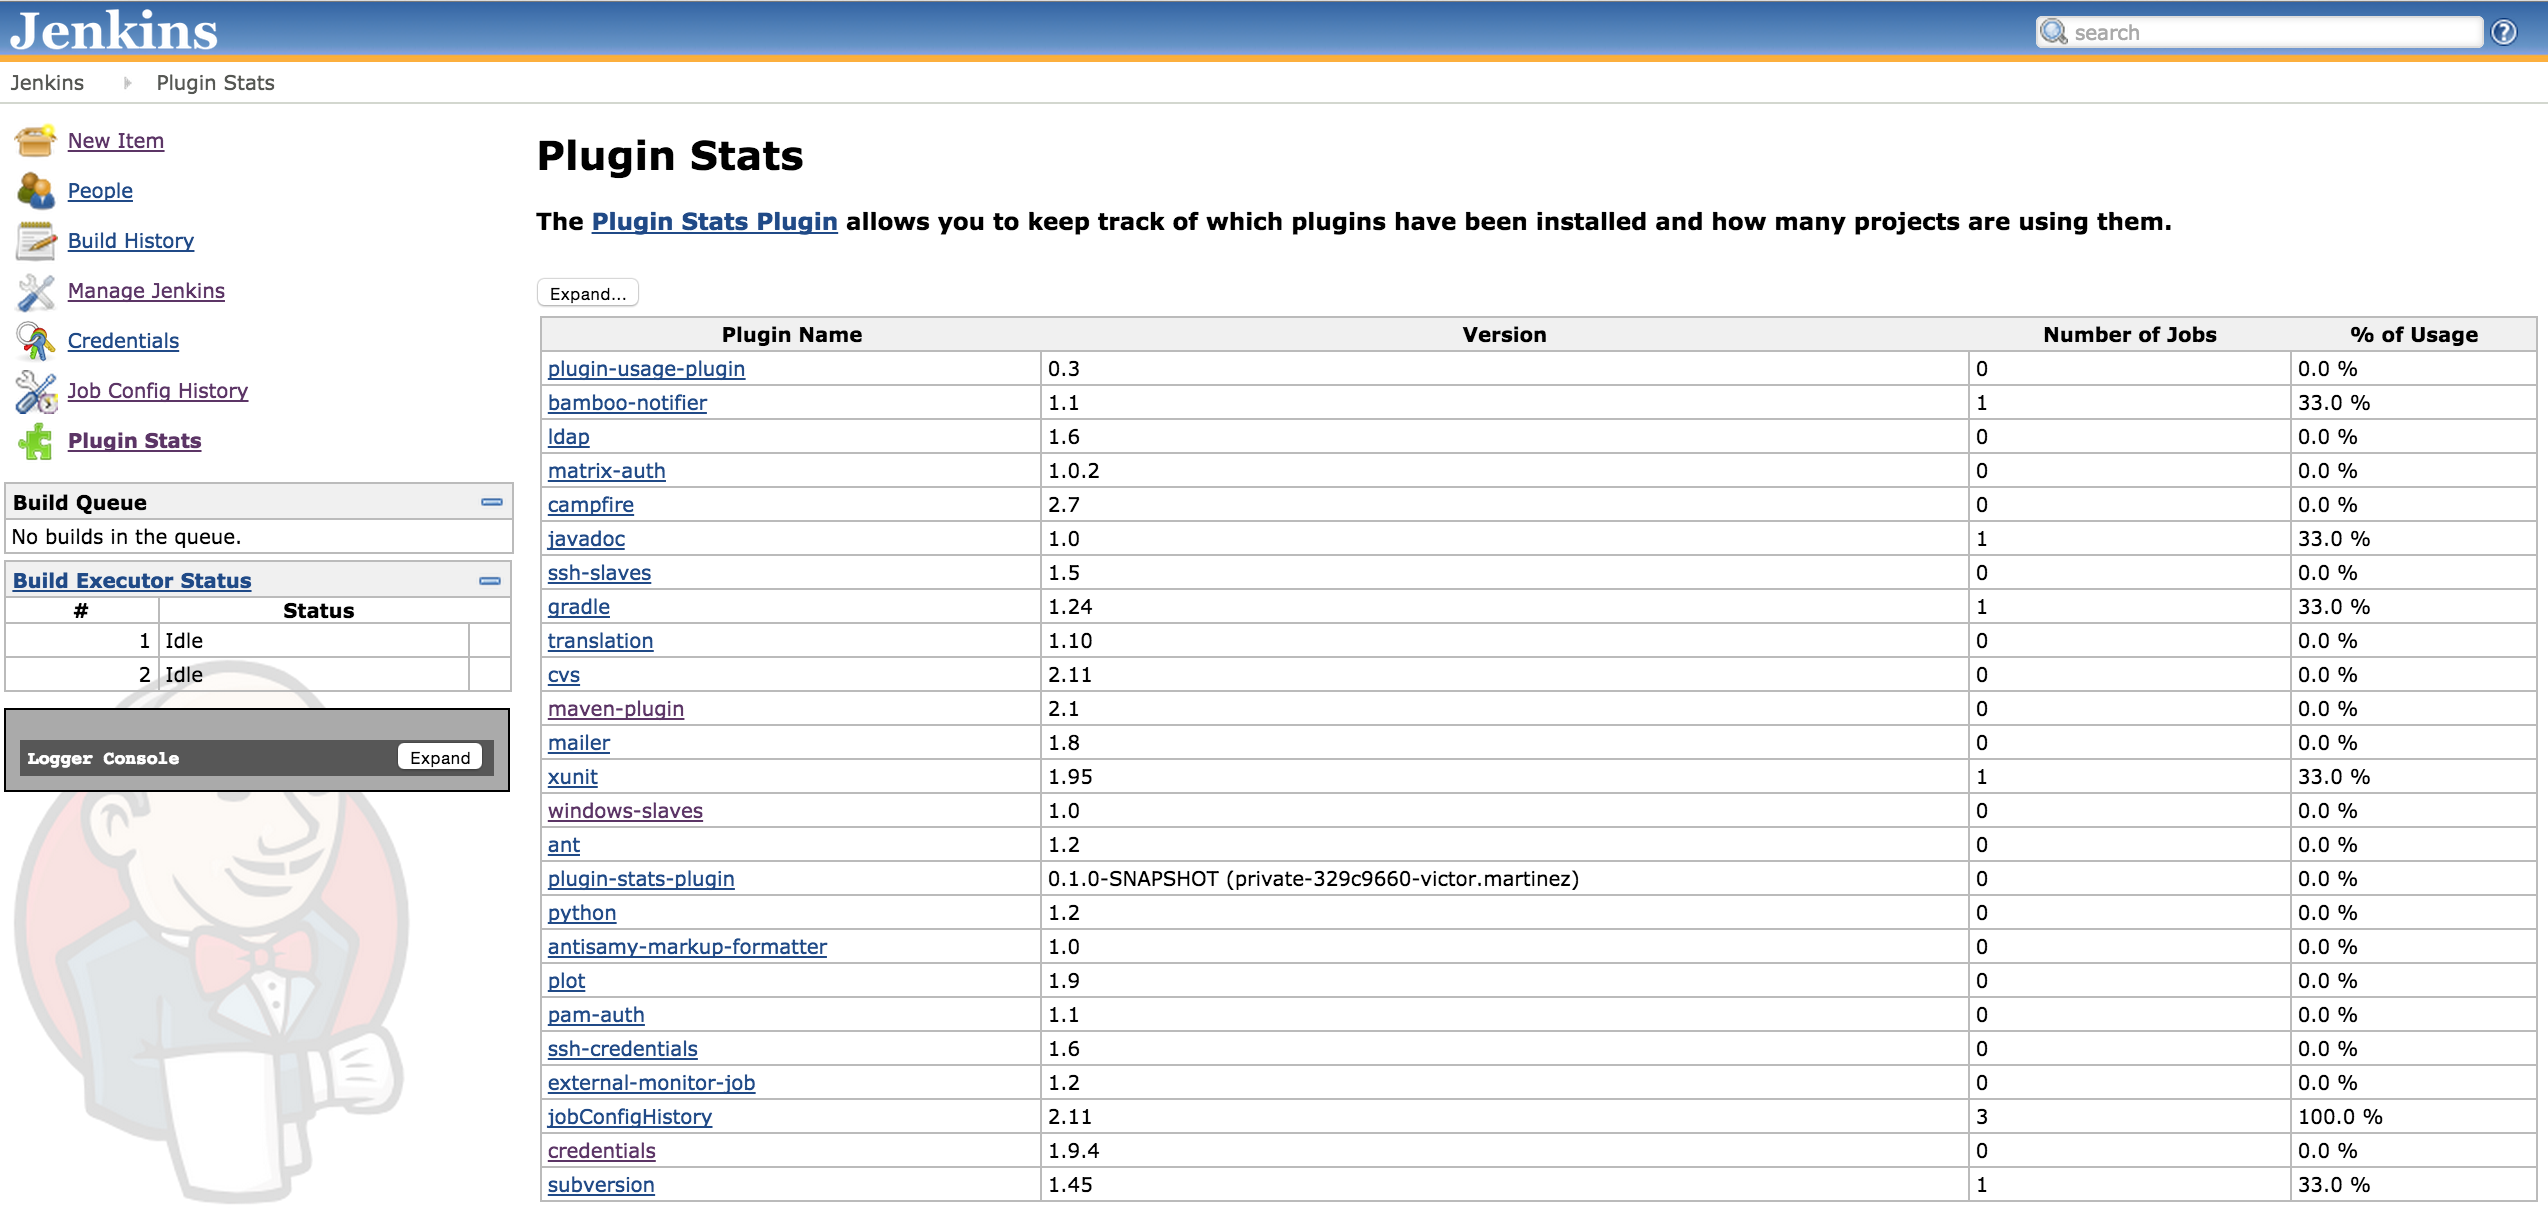 Jenkins
search
Jenkins Plugin Stats
New Item
People
Build History
Manage Jenkins
Credentials
Job Config History
Plugin Stats
Build Queue
No builds in the queue.
Build Executor Status
# Status
1 Idle
2 Idle
Logger Console Expand
Plugin Stats
The Plugin Stats Plugin allows you to keep track of which plugins have been installed and how many projects are using them.
Expand...
Plugin Name Version Number of Jobs % of Usage
plugin-usage-plugin 0.3 0 0.0 %
bamboo-notifier 1.1 1 33.0 %
ldap 1.6 0 0.0 %
matrix-auth 1.0.2 0 0.0 %
campfire 2.7 0 0.0 %
javadoc 1.0 1 33.0 %
ssh-slaves 1.5 0 0.0 %
gradle 1.24 1 33.0 %
translation 1.10 0 0.0 %
cvs 2.11 0 0.0 %
maven-plugin 2.1 0 0.0 %
mailer 1.8 0 0.0 %
xunit 1.95 1 33.0 %
windows-slaves 1.0 0 0.0 %
ant 1.2 0 0.0 %
plugin-stats-plugin 0.1.0-SNAPSHOT (private-329c9660-victor.martinez) 0 0.0 %
python 1.2 0 0.0 %
antisamy-markup-formatter 1.0 0 0.0 %
plot 1.9 0 0.0 %
pam-auth 1.1 0 0.0 %
ssh-credentials 1.6 0 0.0 %
external-monitor-job 1.2 0 0.0 %
jobConfigHistory 2.11 3 100.0 %
credentials 1.9.4 0 0.0 %
subversion 1.45 1 33.0 %